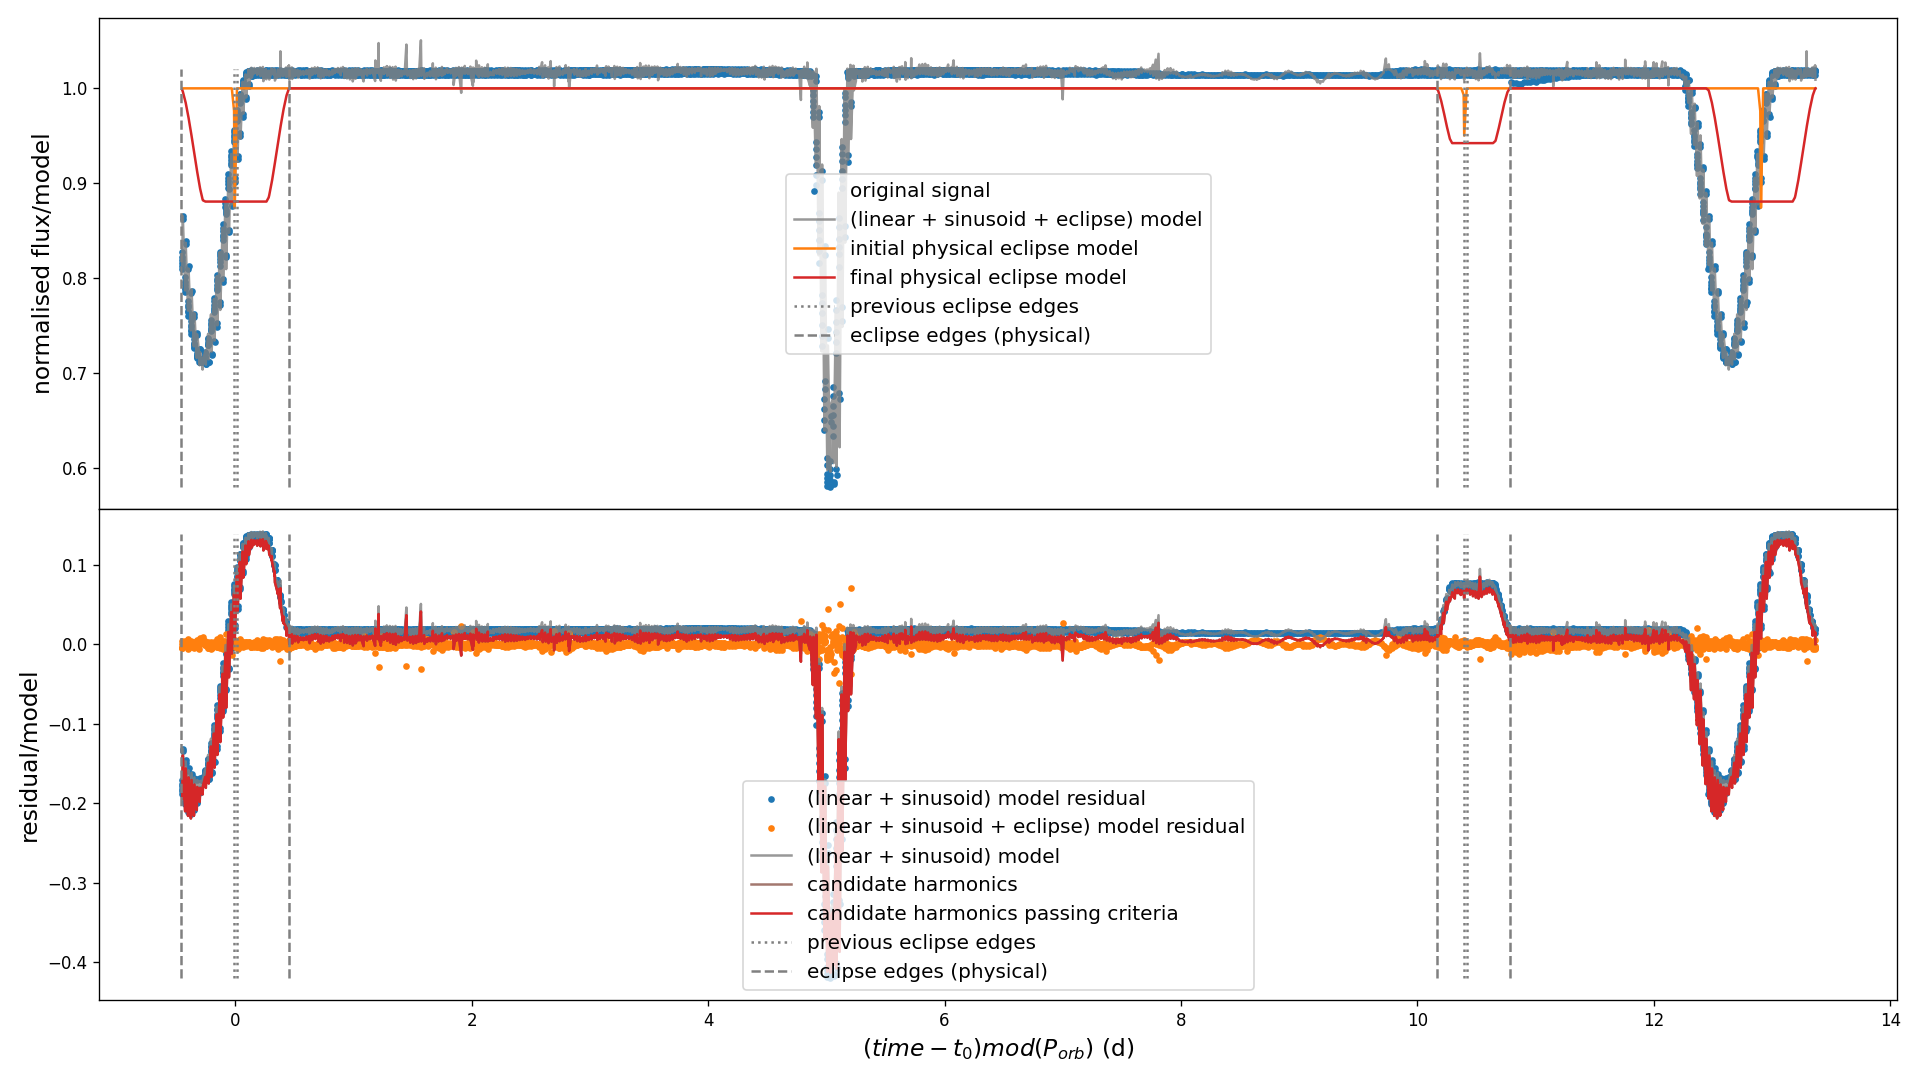 normalised flux/model
1.0
0.9
0.8
0.7
0.6
original signal
(linear + sinusoid + eclipse) model
initial physical eclipse model
final physical eclipse model
previous eclipse edges
eclipse edges (physical)
residual/model
0.1
0.0
−0.1
−0.2
−0.3
−0.4
(linear + sinusoid) model residual
(linear + sinusoid + eclipse) model residual
(linear + sinusoid) model
candidate harmonics
candidate harmonics passing criteria
previous eclipse edges
eclipse edges (physical)
0 2 4 6 8 10 12 14
(time − t₀)mod(P_orb) (d)